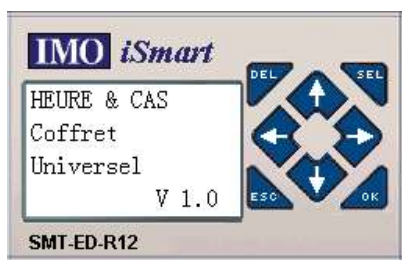 IMO iSmart
DEL
SEL
HEURE & CAS
Coffret
Universel
V 1.0
ESC
OK
SMT-ED-R12